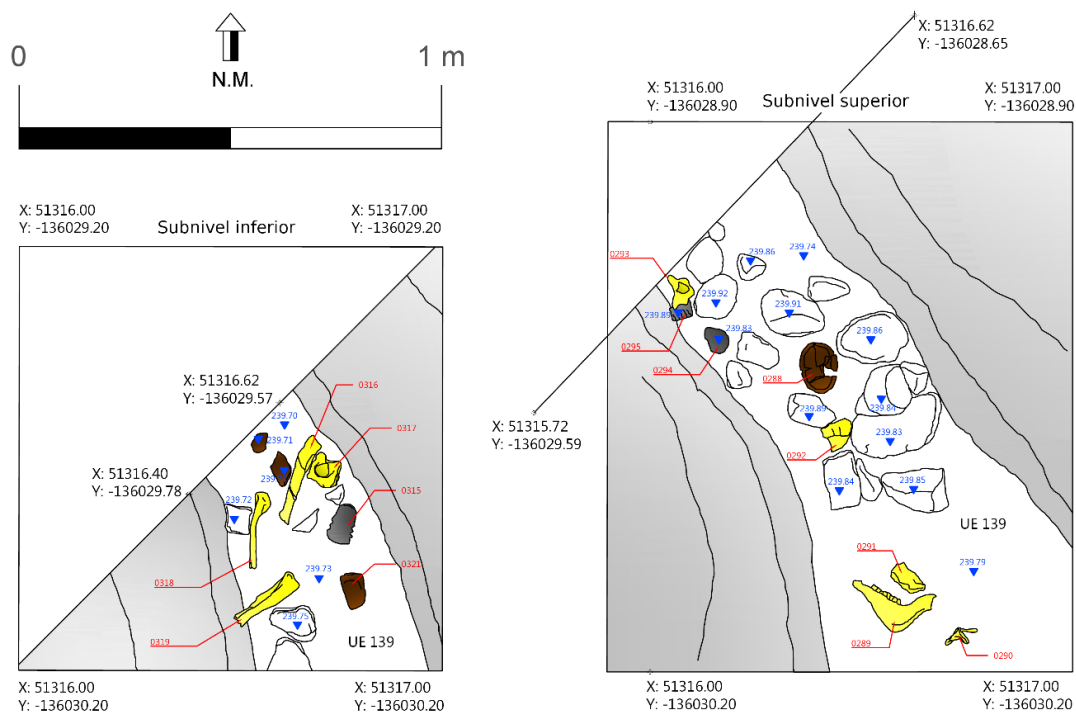 0
1 m
N.M.
X: 51316.00
Y: -136029.20
Subnivel inferior
X: 51317.00
Y: -136029.20
X: 51316.62
Y: -136029.57
X: 51316.40
Y: -136029.78
0316
0317
0315
0321
0318
0319
239.70
239.71
239.72
239.73
239.75
UE 139
X: 51316.00
Y: -136030.20
X: 51317.00
Y: -136030.20
X: 51316.62
Y: -136028.65
X: 51316.00
Y: -136028.90
Subnivel superior
X: 51317.00
Y: -136028.90
0293
239.86
239.74
239.92
239.91
239.89
239.83
239.86
0295
0294
0288
239.89
239.84
239.83
0292
X: 51315.72
Y: -136029.59
239.84
239.85
UE 139
0291
239.79
0289
0290
X: 51316.00
Y: -136030.20
X: 51317.00
Y: -136030.20